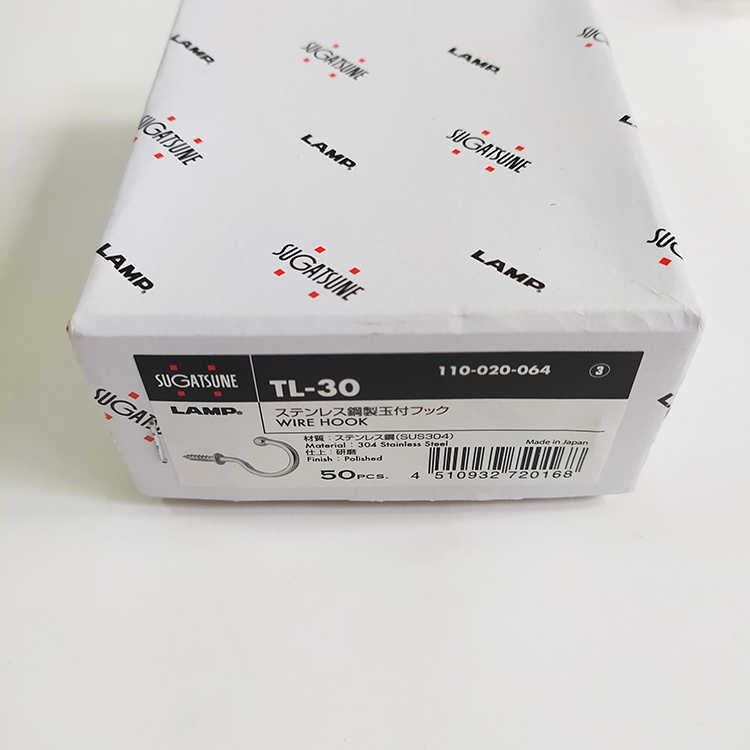 LAMP®
SUGATSUNE
LAMP®
SUGATSUNE
LAMP®
SUGATSUNE
LAMP®
SUGATSUNE
LAMP®
SUGATSUNE
SUGATSUNE
TL-30
110-020-064
3
LAMP®
ステンレス鋼製玉付フック
WIRE HOOK
材質：ステンレス鋼(SUS304)
Material : 304 Stainless Steel
仕上：研磨
Finish : Polished
50PCS.
Made in Japan
4 510932 720168